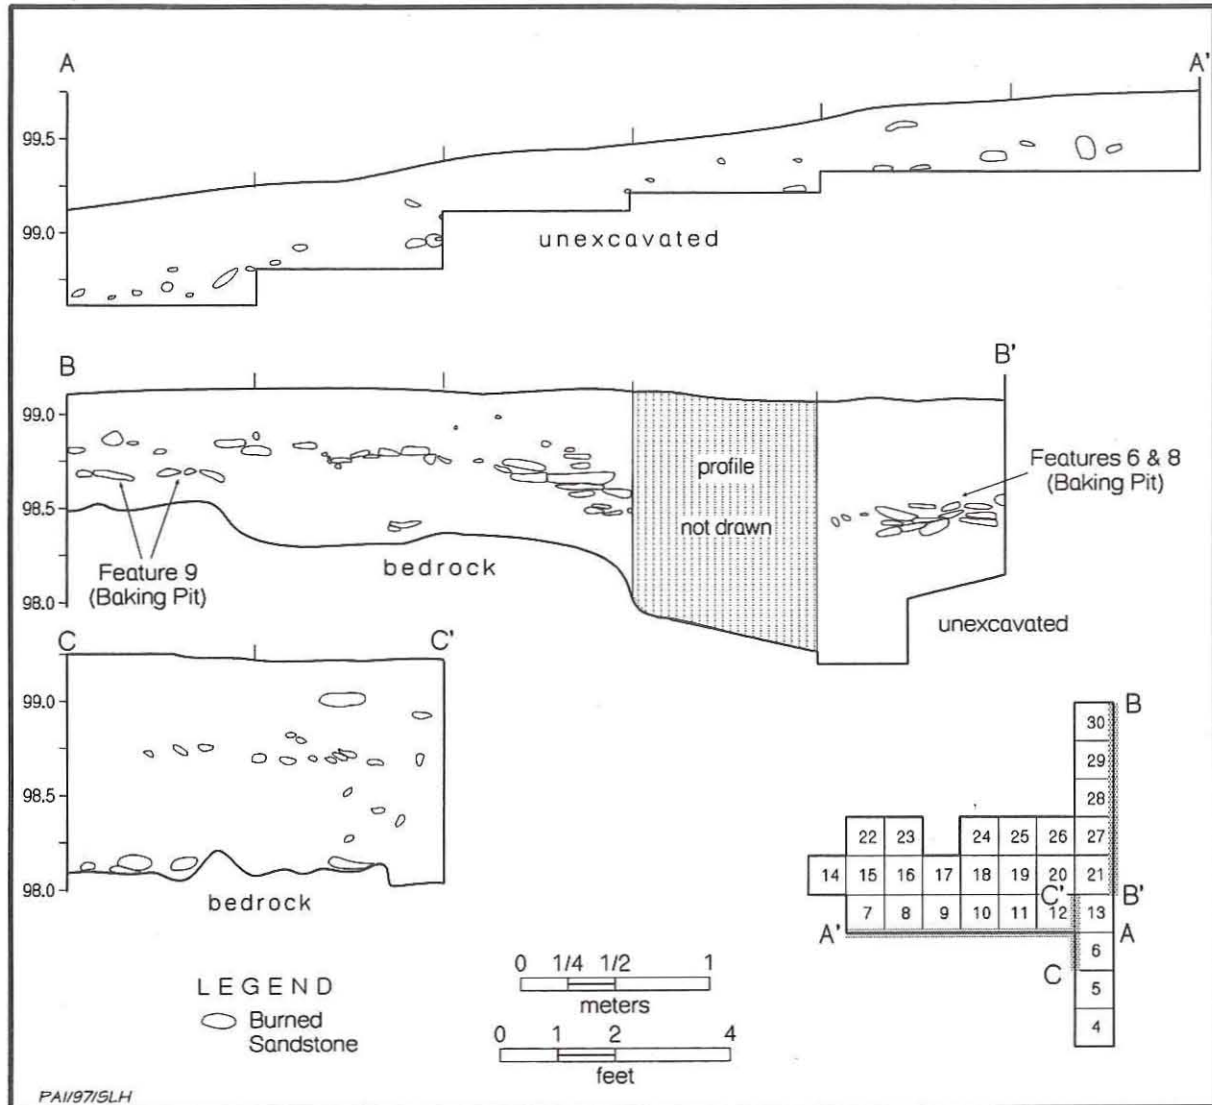 A A'
99.5
99.0
unexcavated
B B'
99.0
98.5
98.0
profile
not drawn
Features 6 & 8
(Baking Pit)
Feature 9
(Baking Pit)
bedrock
unexcavated
C C'
99.0
98.5
98.0
bedrock
B
30
29
28
22 23 24 25 26 27
14 15 16 17 18 19 20 21
C' B'
7 8 9 10 11 12 13
A' A
6
C
5
4
LEGEND
Burned
Sandstone
0 1/4 1/2 1
meters
0 1 2 4
feet
PAI/97/SLH